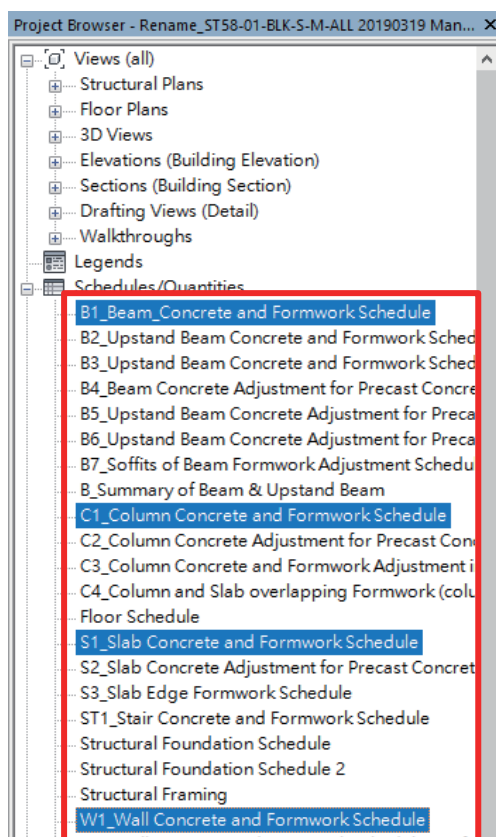 Project Browser - Rename_ST58-01-BLK-S-M-ALL 20190319 Man...
Views (all)
Structural Plans
Floor Plans
3D Views
Elevations (Building Elevation)
Sections (Building Section)
Drafting Views (Detail)
Walkthroughs
Legends
Schedules/Quantities
B1_Beam_Concrete and Formwork Schedule
B2_Upstand Beam Concrete and Formwork Sched
B3_Upstand Beam Concrete and Formwork Sched
B4_Beam Concrete Adjustment for Precast Concre
B5_Upstand Beam Concrete Adjustment for Preca
B6_Upstand Beam Concrete Adjustment for Preca
B7_Soffits of Beam Formwork Adjustment Schedu
B_Summary of Beam & Upstand Beam
C1_Column Concrete and Formwork Schedule
C2_Column Concrete Adjustment for Precast Conc
C3_Column Concrete and Formwork Adjustment i
C4_Column and Slab overlapping Formwork (colu
Floor Schedule
S1_Slab Concrete and Formwork Schedule
S2_Slab Concrete Adjustment for Precast Concret
S3_Slab Edge Formwork Schedule
ST1_Stair Concrete and Formwork Schedule
Structural Foundation Schedule
Structural Foundation Schedule 2
Structural Framing
W1_Wall Concrete and Formwork Schedule